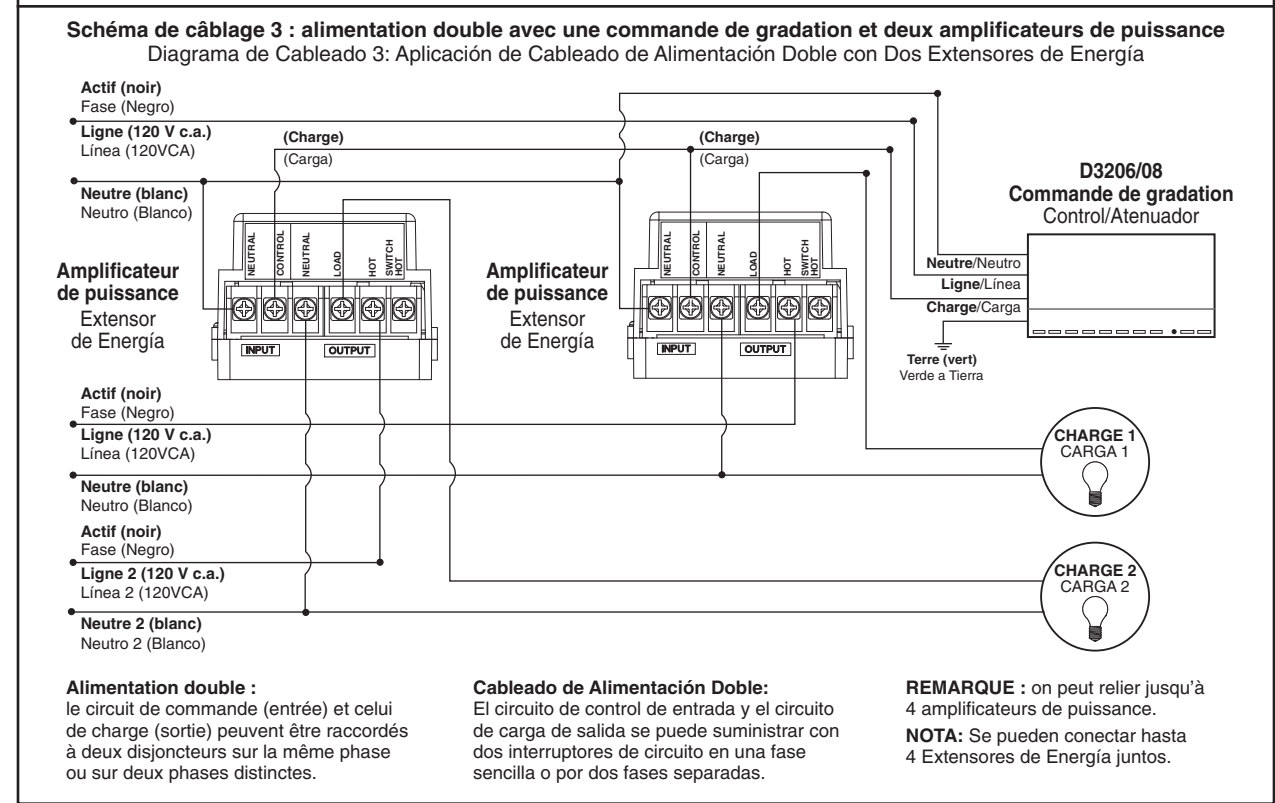 Schéma de câblage 3 : alimentation double avec une commande de gradation et deux amplificateurs de puissance
Diagrama de Cableado 3: Aplicación de Cableado de Alimentación Doble con Dos Extensores de Energía
Actif (noir)
Fase (Negro)
Ligne (120 V c.a.)
Línea (120VCA)
(Charge)
(Carga)
(Charge)
(Carga)
Neutre (blanc)
Neutro (Blanco)
D3206/08
Commande de gradation
Control/Atenuador
Neutre/Neutro
Ligne/Línea
Charge/Carga
Terre (vert)
Verde a Tierra
Amplificateur
de puissance
Extensor
de Energía
NEUTRAL
CONTROL
NEUTRAL
LOAD
HOT
SWITCH
HOT
INPUT
OUTPUT
Amplificateur
de puissance
Extensor
de Energía
NEUTRAL
CONTROL
NEUTRAL
LOAD
HOT
SWITCH
HOT
INPUT
OUTPUT
Actif (noir)
Fase (Negro)
Ligne (120 V c.a.)
Línea (120VCA)
Neutre (blanc)
Neutro (Blanco)
CHARGE 1
CARGA 1
Actif (noir)
Fase (Negro)
Ligne 2 (120 V c.a.)
Línea 2 (120VCA)
Neutre 2 (blanc)
Neutro 2 (Blanco)
CHARGE 2
CARGA 2
Alimentation double :
le circuit de commande (entrée) et celui
de charge (sortie) peuvent être raccordés
à deux disjoncteurs sur la même phase
ou sur deux phases distinctes.
Cableado de Alimentación Doble:
El circuito de control de entrada y el circuito
de carga de salida se puede suministrar con
dos interruptores de circuito en una fase
sencilla o por dos fases separadas.
REMARQUE : on peut relier jusqu'à
4 amplificateurs de puissance.
NOTA: Se pueden conectar hasta
4 Extensores de Energía juntos.